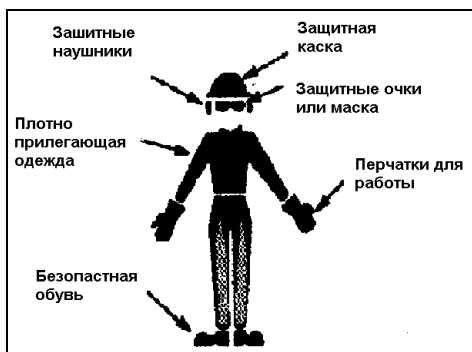 Зашитные
наушники
Защитная
каска
Защитные очки
или маска
Плотно
прилегающая
одежда
Перчатки для
работы
Безопастная
обувь